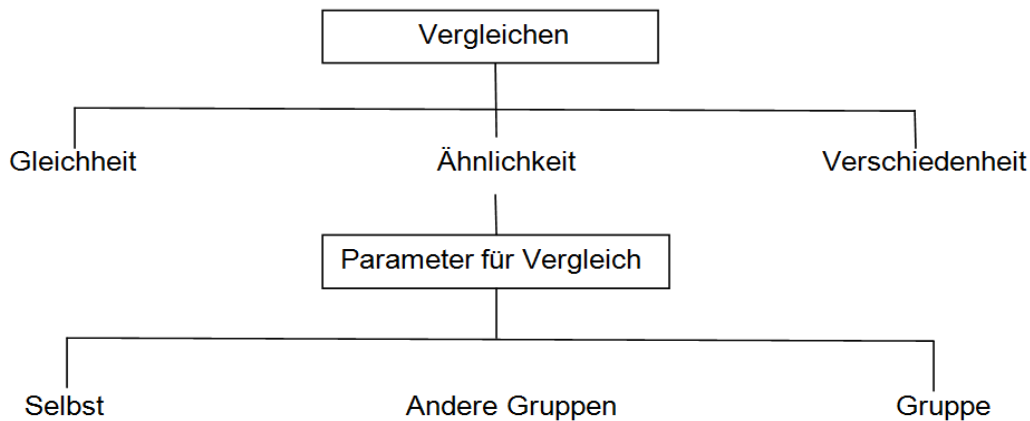 Vergleichen
Gleichheit Ähnlichkeit Verschiedenheit
Parameter für Vergleich
Selbst Andere Gruppen Gruppe